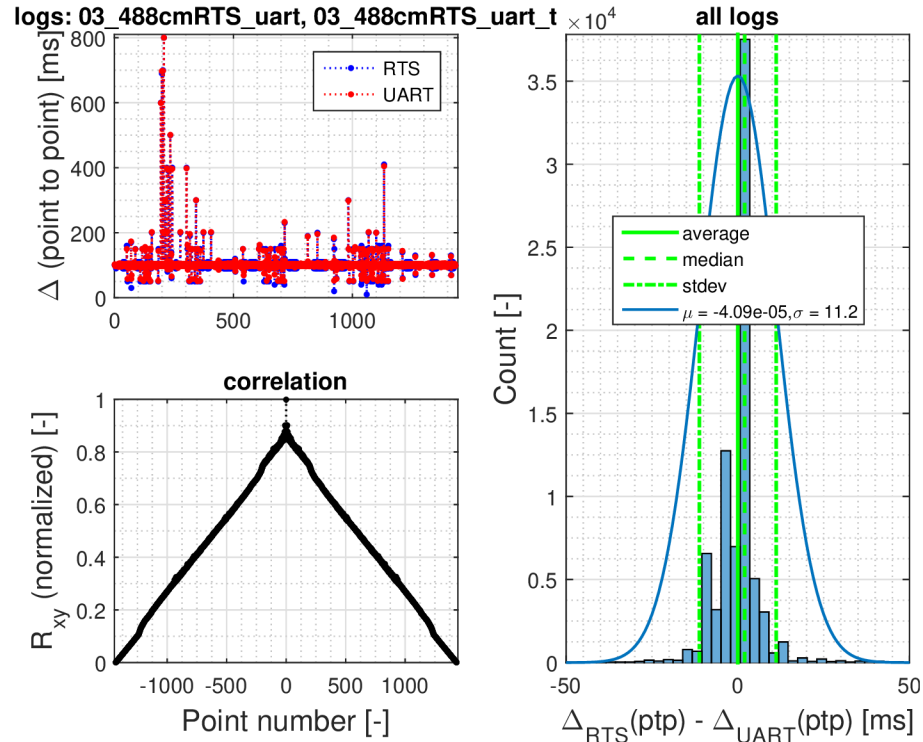 logs: 03_488cmRTS_uart, 03_488cmRTS_uart_t
Δ (point to point) [ms]
800
600
400
200
0
0
500
1000
RTS
UART
correlation
R_xy (normalized) [-]
1
0.8
0.6
0.4
0.2
0
-1000
-500
0
500
1000
Point number [-]
×10^4
all logs
Count [-]
3.5
3
2.5
2
1.5
1
0.5
0
average
median
stdev
μ = -4.09e-05,σ = 11.2
-50
0
50
Δ_RTS(ptp) - Δ_UART(ptp) [ms]